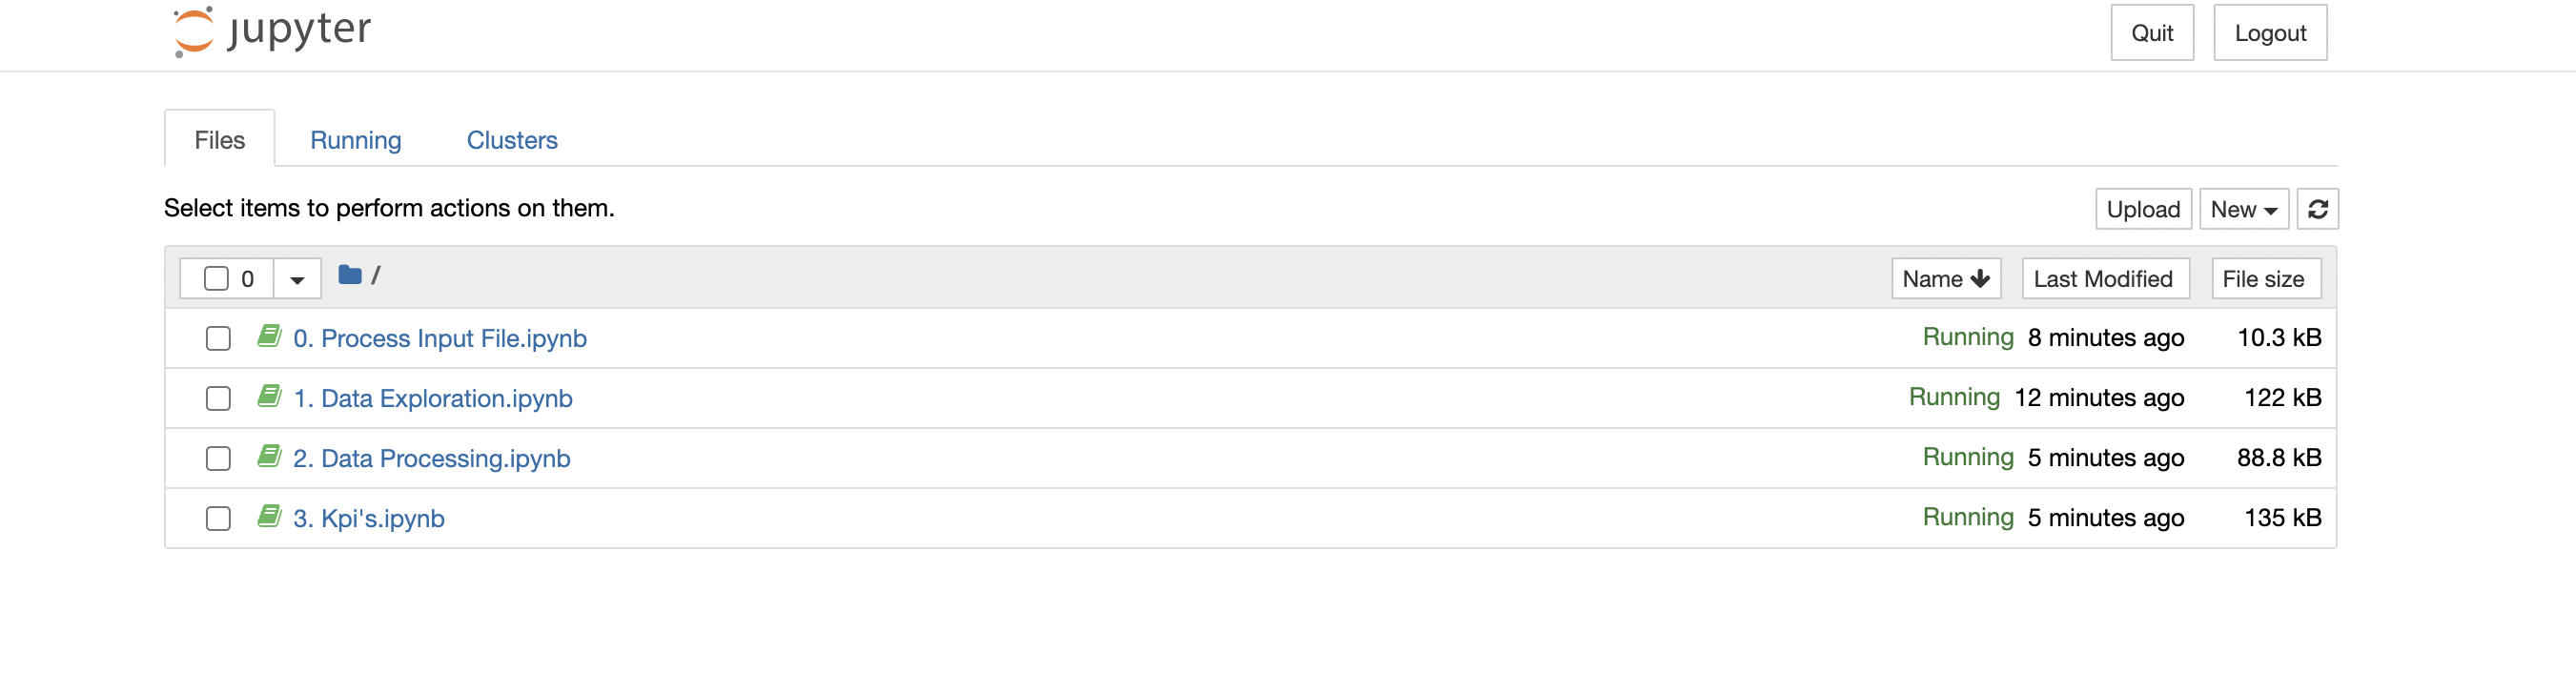 jupyter Quit Logout
Files Running Clusters
Select items to perform actions on them. Upload New
0 / Name Last Modified File size
0. Process Input File.ipynb Running 8 minutes ago 10.3 kB
1. Data Exploration.ipynb Running 12 minutes ago 122 kB
2. Data Processing.ipynb Running 5 minutes ago 88.8 kB
3. Kpi's.ipynb Running 5 minutes ago 135 kB